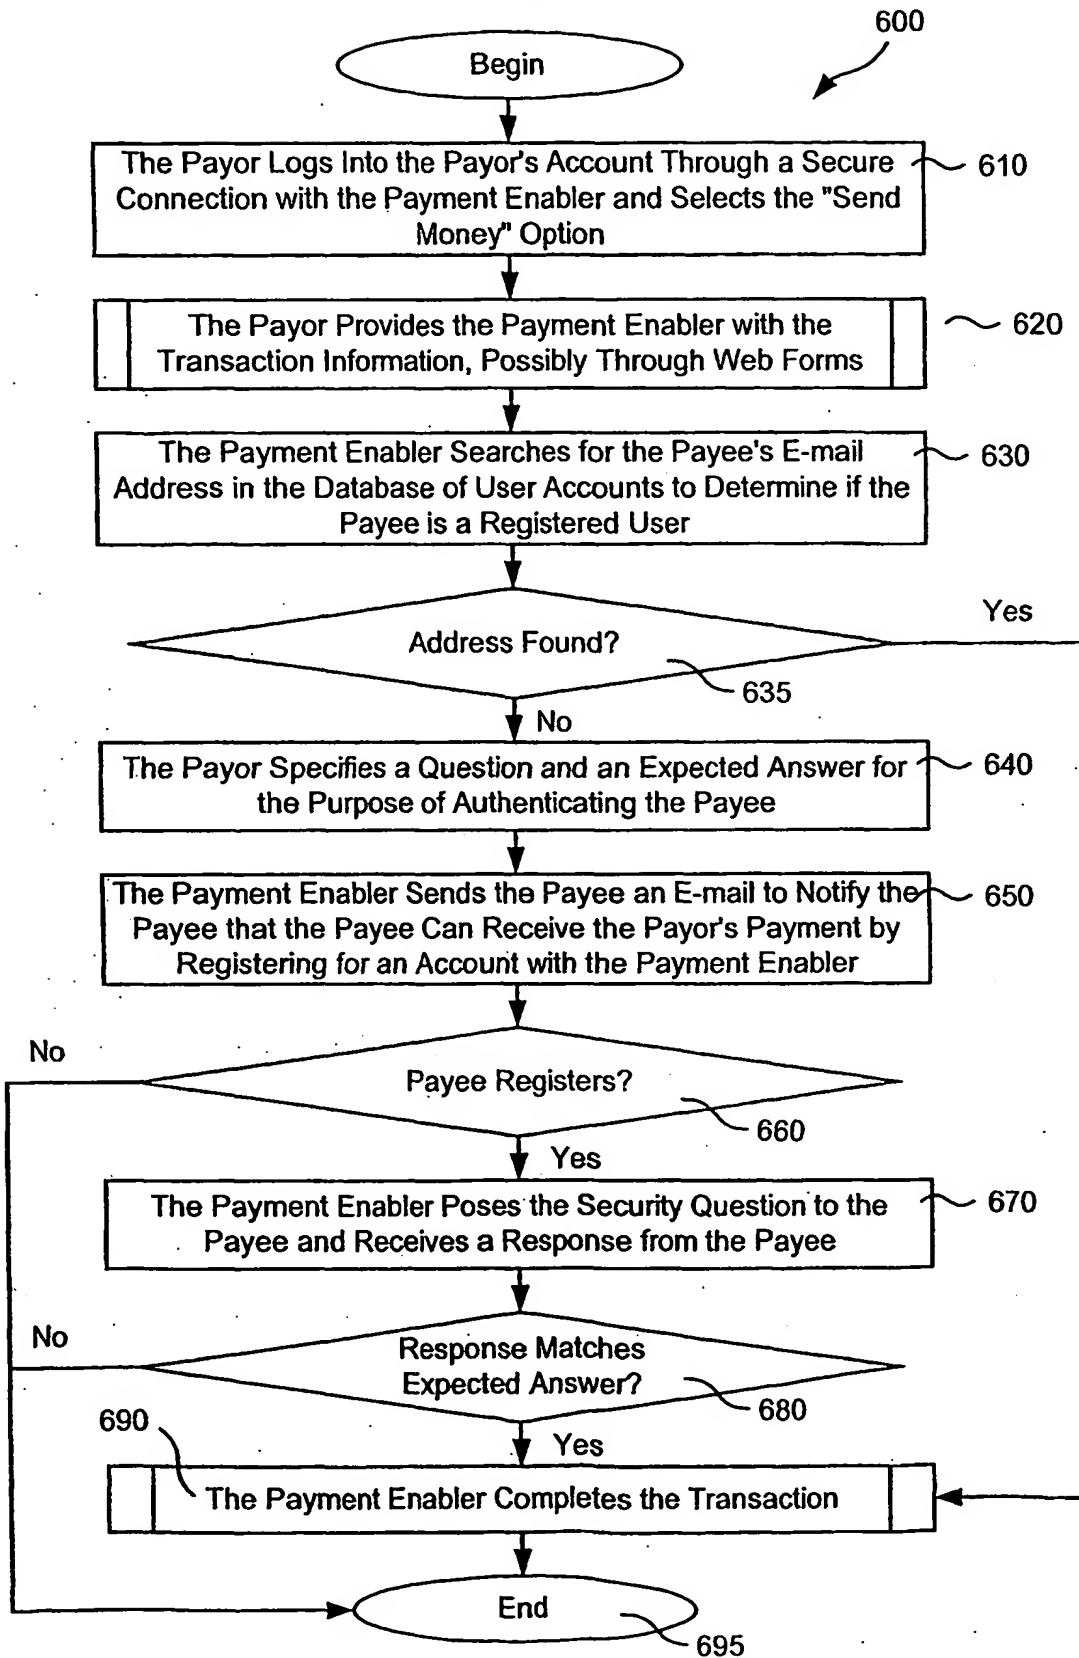 600
Begin
The Payor Logs Into the Payor's Account Through a Secure
Connection with the Payment Enabler and Selects the "Send
Money" Option
610
The Payor Provides the Payment Enabler with the
Transaction Information, Possibly Through Web Forms
620
The Payment Enabler Searches for the Payee's E-mail
Address in the Database of User Accounts to Determine if the
Payee is a Registered User
630
Address Found?
Yes
635
No
The Payor Specifies a Question and an Expected Answer for
the Purpose of Authenticating the Payee
640
The Payment Enabler Sends the Payee an E-mail to Notify the
Payee that the Payee Can Receive the Payor's Payment by
Registering for an Account with the Payment Enabler
650
No
Payee Registers?
660
Yes
The Payment Enabler Poses the Security Question to the
Payee and Receives a Response from the Payee
670
No
Response Matches
Expected Answer?
680
690
Yes
The Payment Enabler Completes the Transaction
End
695